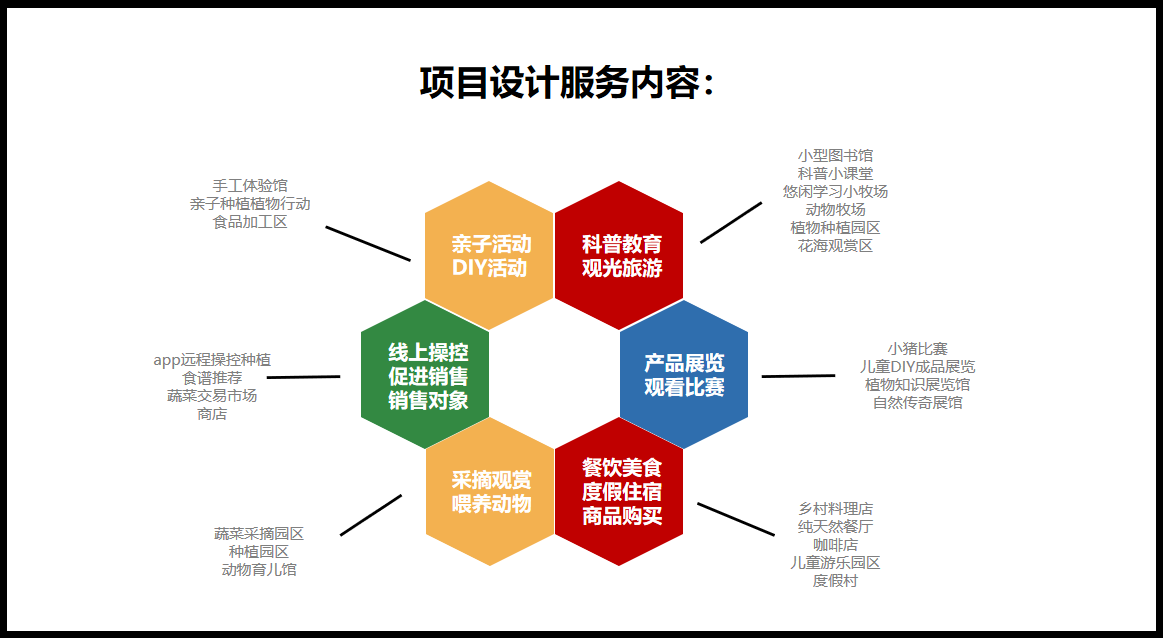 项目设计服务内容：
手工体验馆
亲子种植植物行动
食品加工区
亲子活动
DIY活动
科普教育
观光旅游
小型图书馆
科普小课堂
悠闲学习小牧场
动物牧场
植物种植园区
花海观赏区
app远程操控种植
食谱推荐
蔬菜交易市场
商店
线上操控
促进销售
销售对象
产品展览
观看比赛
小猪比赛
儿童DIY成品展览
植物知识展览馆
自然传奇展馆
蔬菜采摘园区
种植园区
动物育儿馆
采摘观赏
喂养动物
餐饮美食
度假住宿
商品购买
乡村料理店
纯天然餐厅
咖啡店
儿童游乐园区
度假村